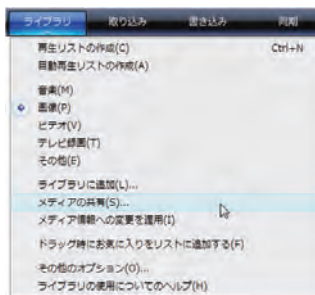 ライブラリ 取り込み 書き込み 同期
再生リストの作成(C) Ctrl+N
自動再生リストの作成(A)
音楽(M)
画像(P)
ビデオ(V)
テレビ録画(T)
その他(E)
ライブラリに追加(L)...
メディアの共有(S)...
メディア情報への変更を適用(I)
ドラッグ時にお気に入りをリストに追加する(F)
その他のオプション(O)...
ライブラリの使用についてのヘルプ(H)